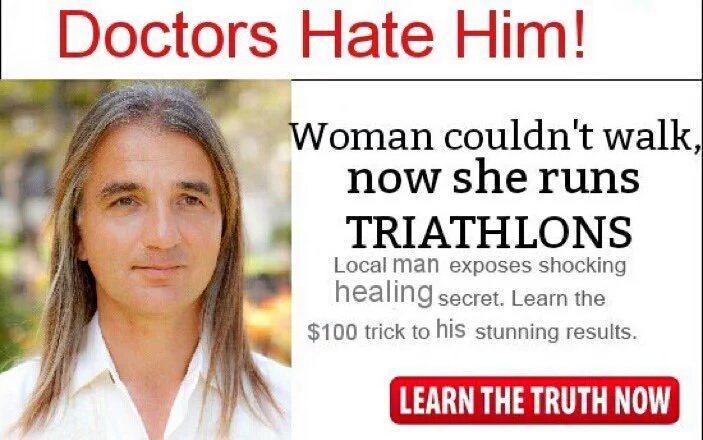 Doctors Hate Him!
Woman couldn't walk,
now she runs
TRIATHLONS
Local man exposes shocking
healing secret. Learn the
$100 trick to his stunning results.
LEARN THE TRUTH NOW